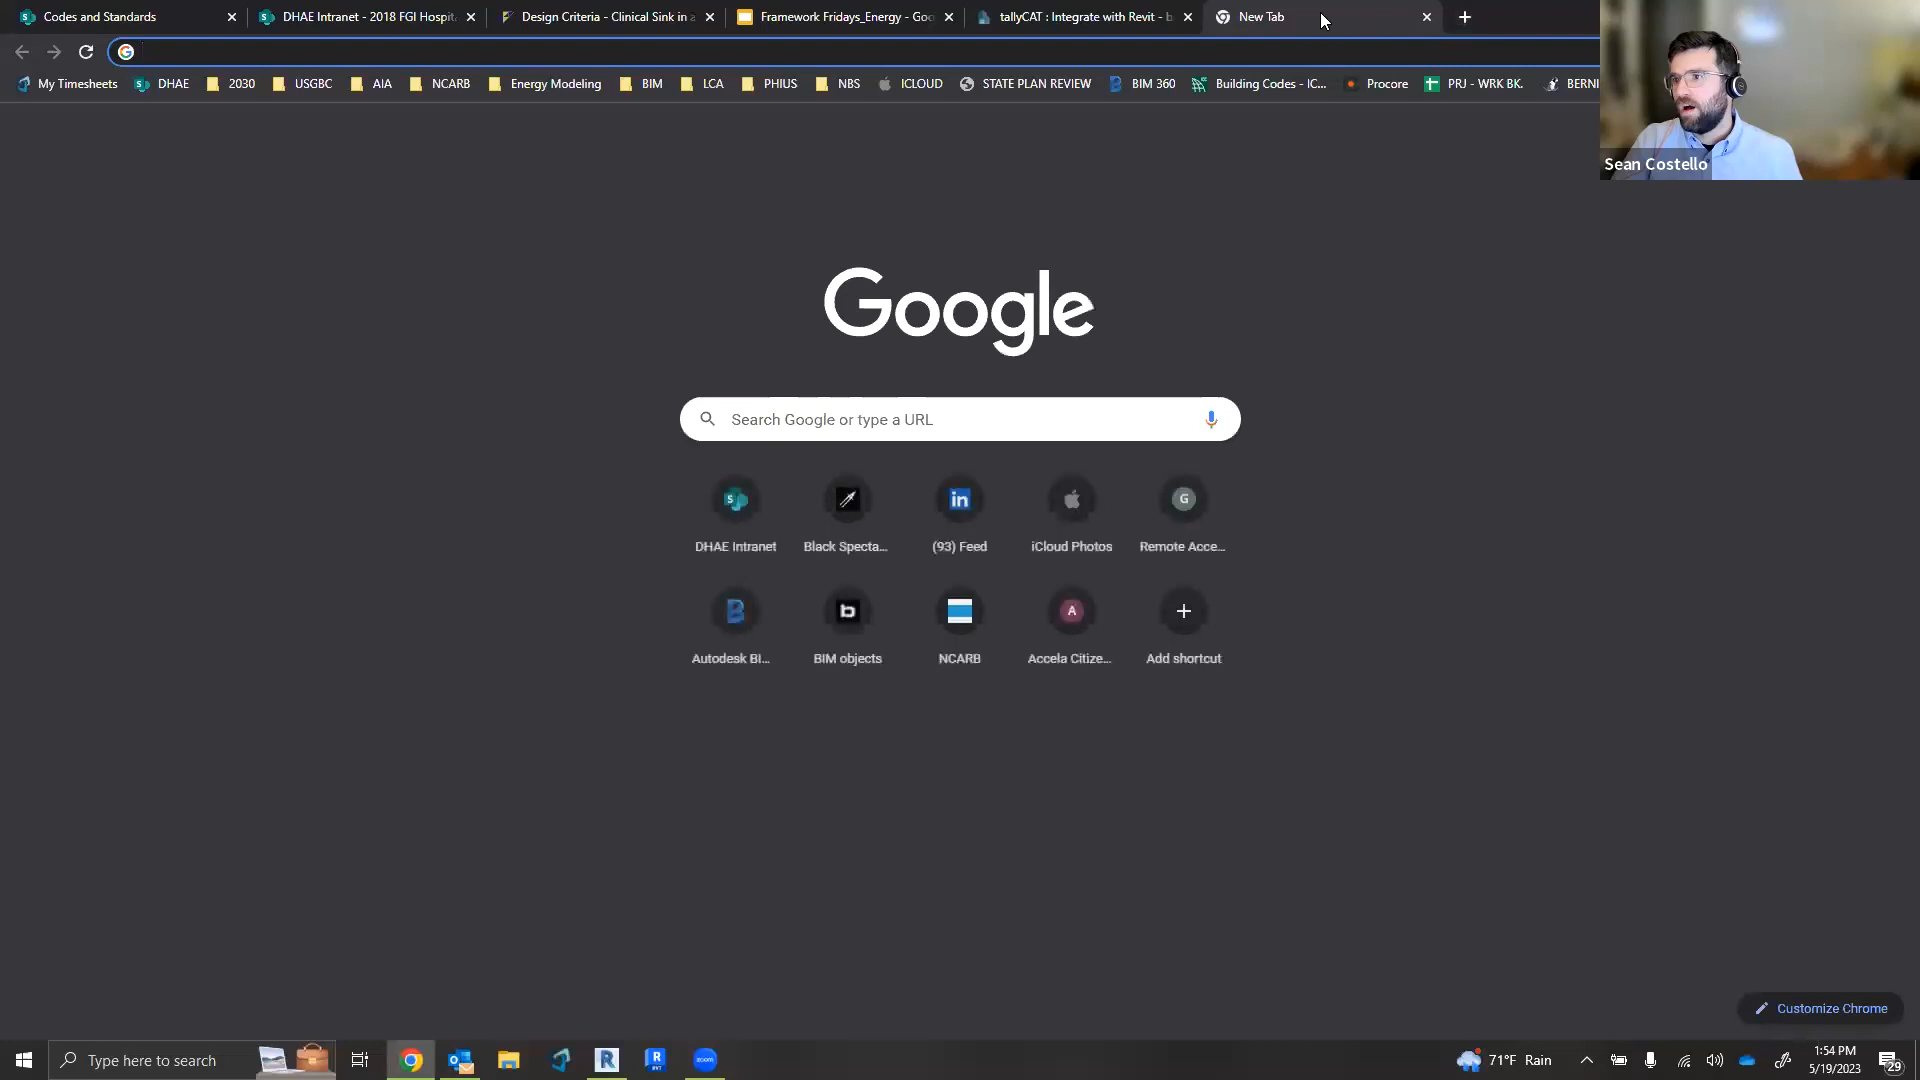 Codes and Standards
DHAE Intranet - 2018 FGI Hospit
Design Criteria - Clinical Sink in a
Framework Fridays_Energy - Goo
tallyCAT : Integrate with Revit - b
New Tab
My Timesheets
DHAE
2030
USGBC
AIA
NCARB
Energy Modeling
BIM
LCA
PHIUS
NBS
ICLOUD
STATE PLAN REVIEW
BIM 360
Building Codes - IC...
Procore
PRJ - WRK BK.
BERNI
Sean Costello
Google
Search Google or type a URL
DHAE Intranet
Black Specta...
(93) Feed
iCloud Photos
Remote Acce...
Autodesk BI...
BIM objects
NCARB
Accela Citize...
Add shortcut
Customize Chrome
Type here to search
71°F Rain
1:54 PM
5/19/2023
29